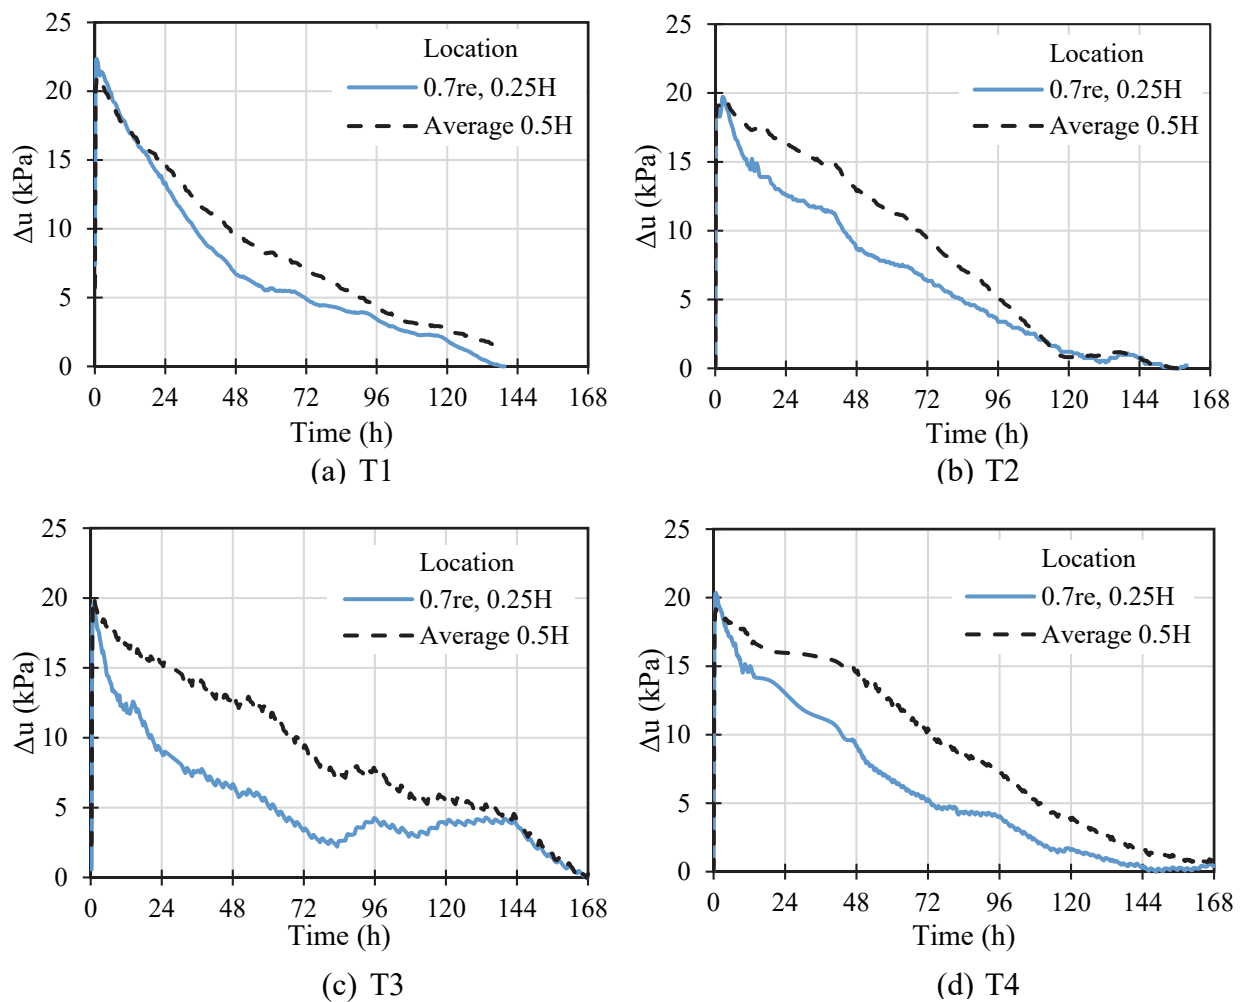 25
20
15
10
5
0
Δu (kPa)
Location
0.7re, 0.25H
Average 0.5H
0 24 48 72 96 120 144 168
Time (h)
(a) T1
25
20
15
10
5
0
Δu (kPa)
Location
0.7re, 0.25H
Average 0.5H
0 24 48 72 96 120 144 168
Time (h)
(b) T2
25
20
15
10
5
0
Δu (kPa)
Location
0.7re, 0.25H
Average 0.5H
0 24 48 72 96 120 144 168
Time (h)
(c) T3
25
20
15
10
5
0
Δu (kPa)
Location
0.7re, 0.25H
Average 0.5H
0 24 48 72 96 120 144 168
Time (h)
(d) T4